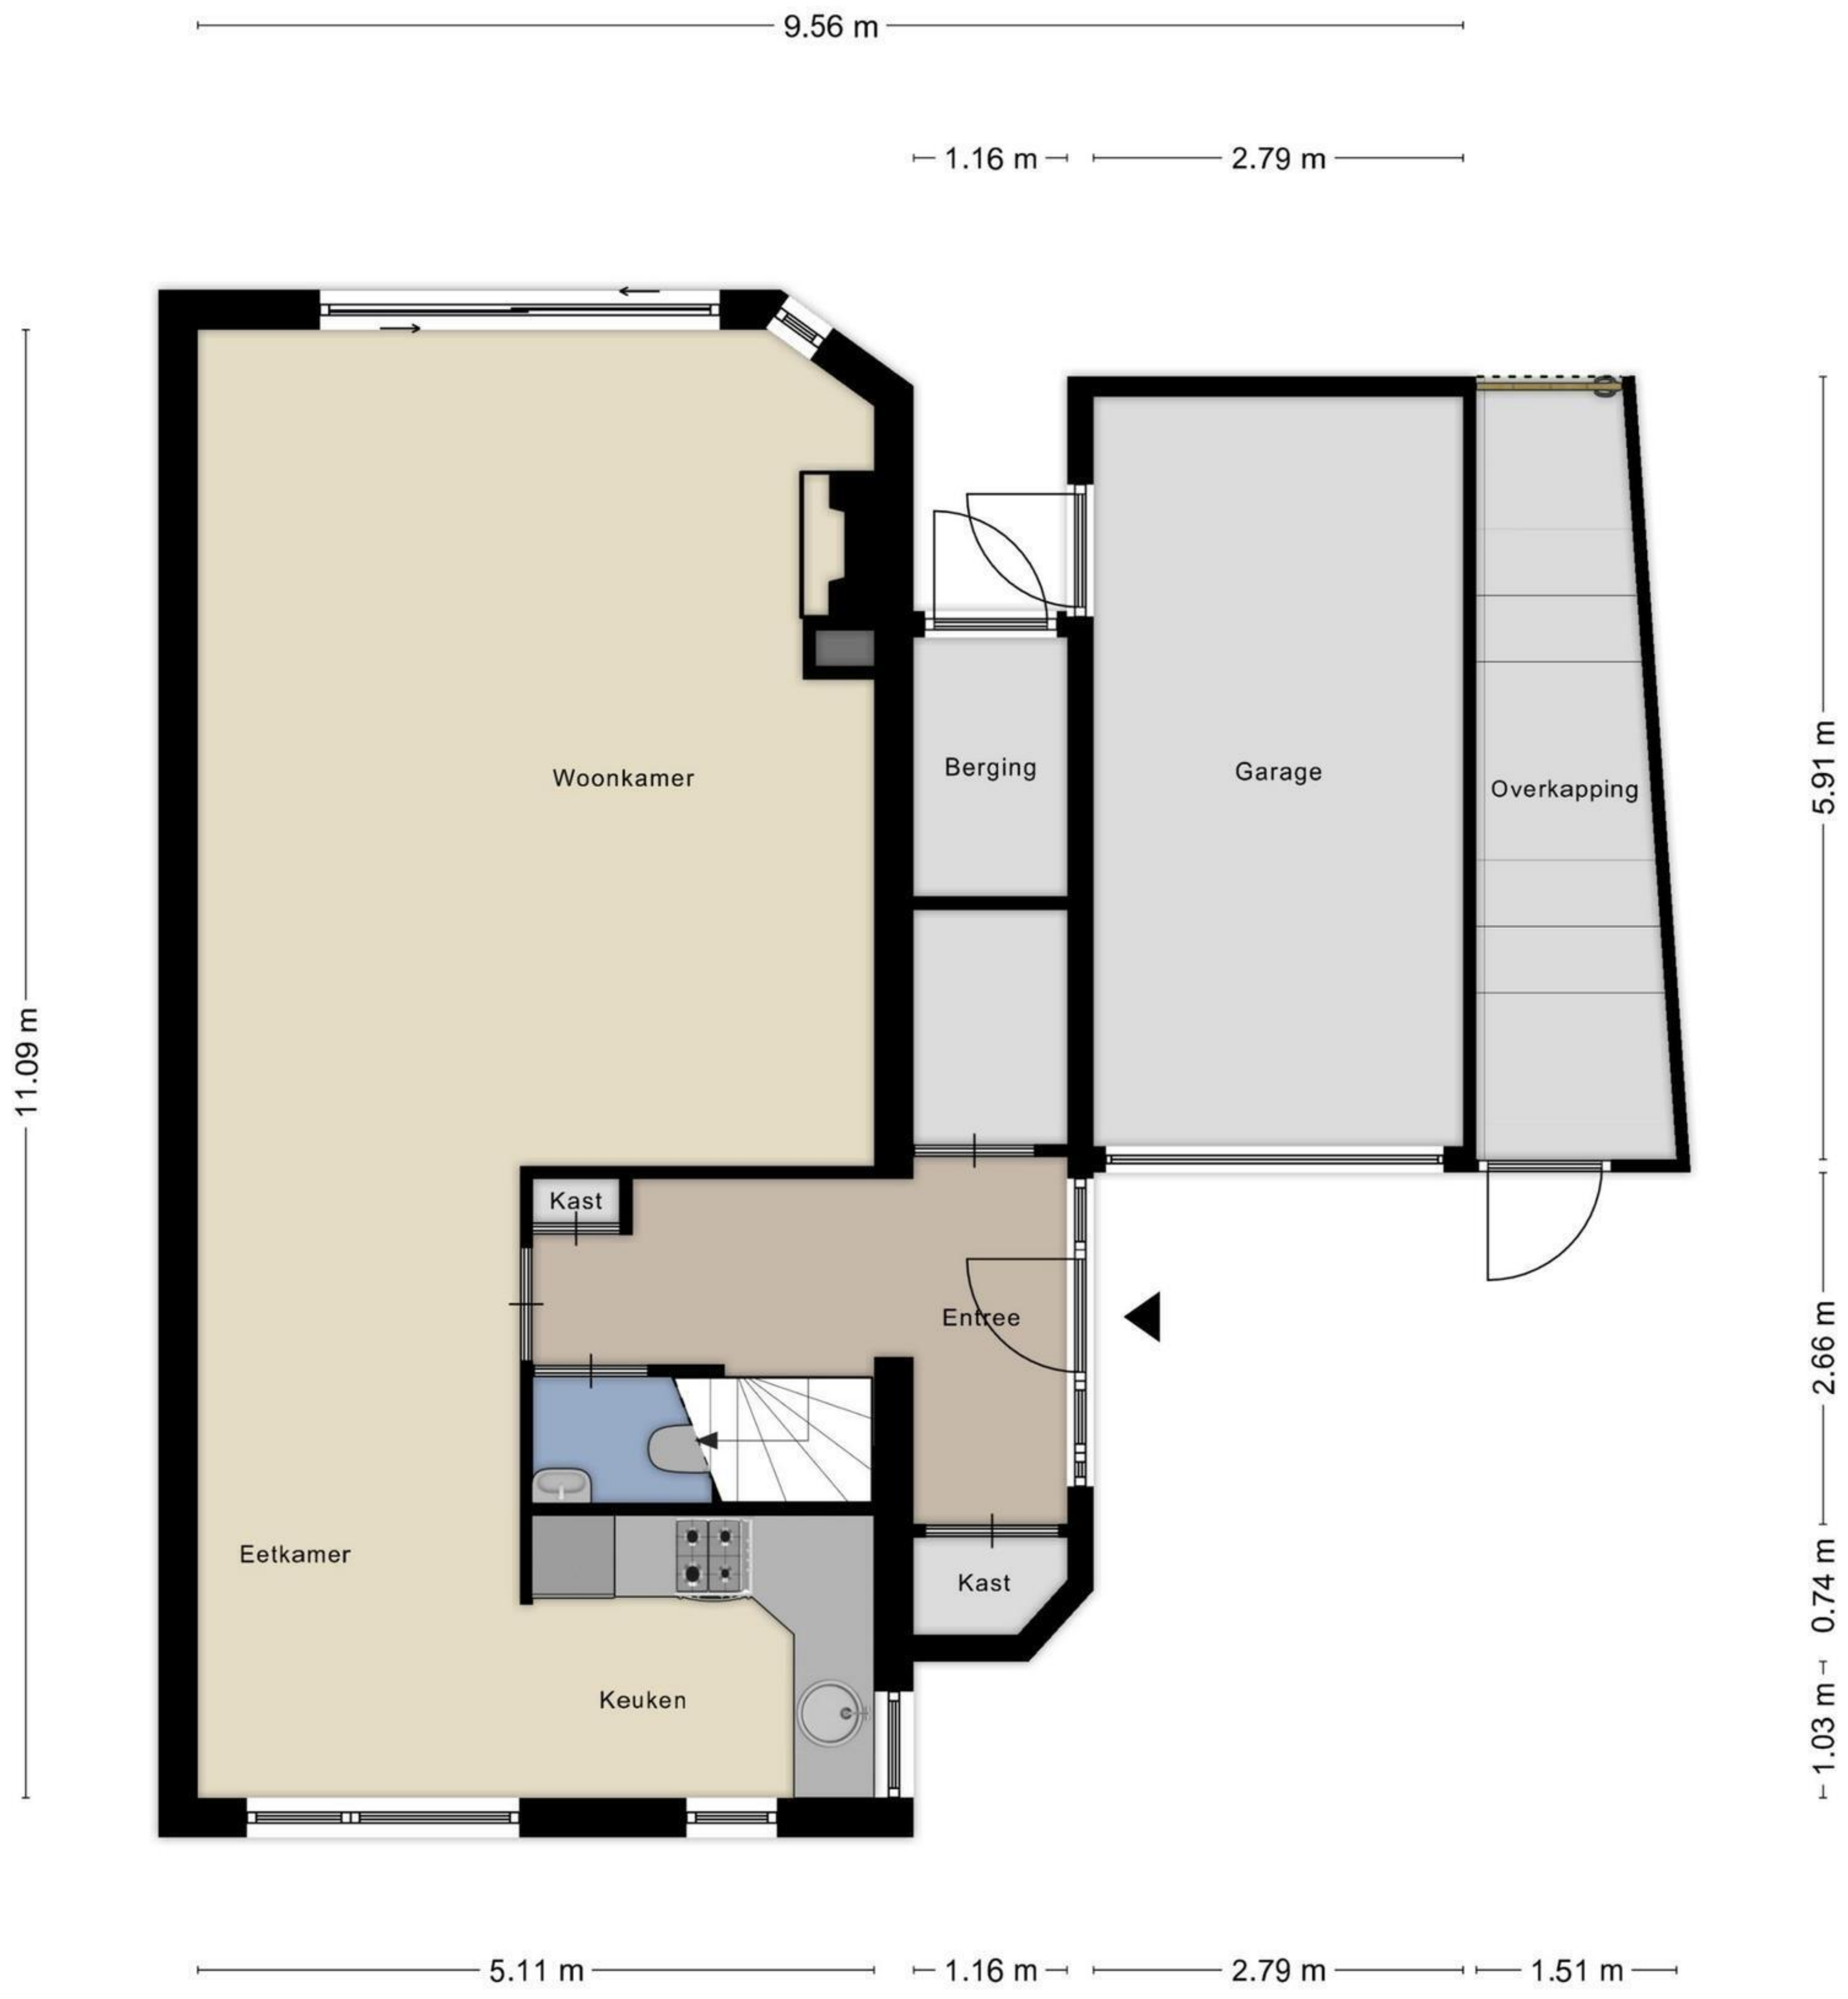 9.56 m
1.16 m
2.79 m
Woonkamer
Berging
Garage
Overkapping
5.91 m
11.09 m
Kast
Entree
2.66 m
Eetkamer
Kast
0.74 m
Keuken
1.03 m
5.11 m
1.16 m
2.79 m
1.51 m